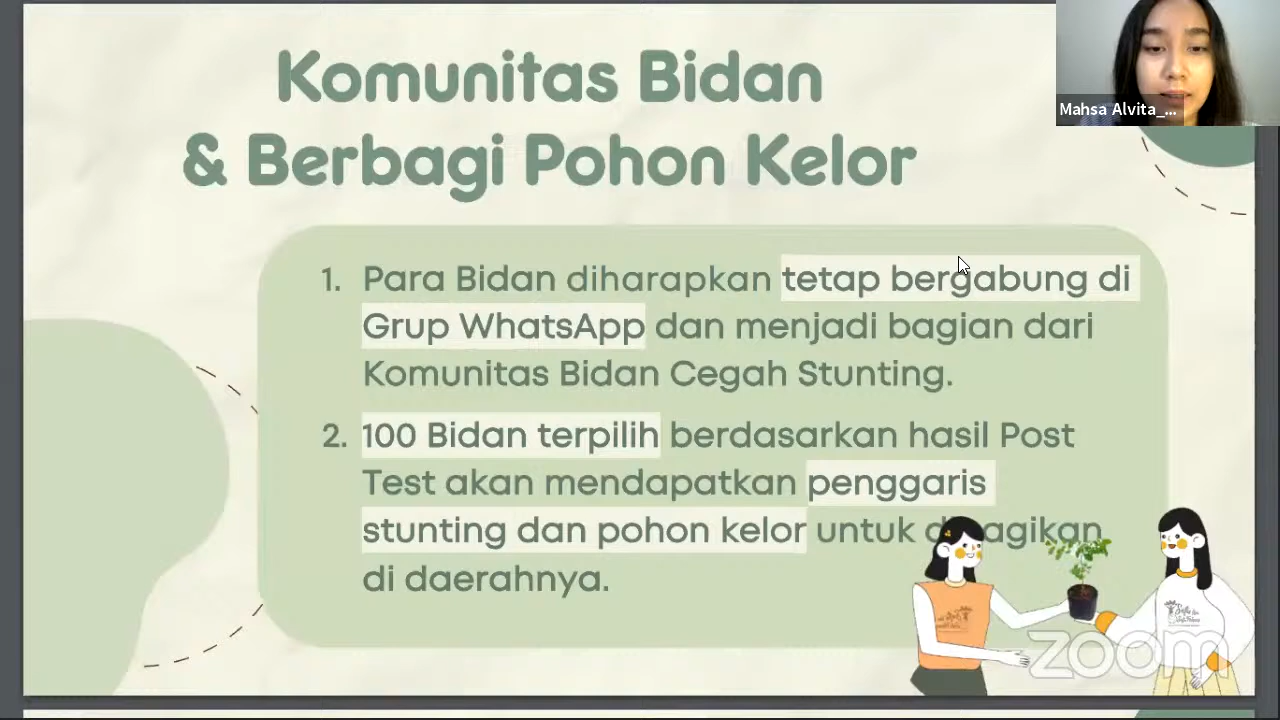 Komunitas Bidan
& Berbagi Pohon Kelor
Mahsa Alvita_...
1. Para Bidan diharapkan tetap bergabung di
Grup WhatsApp dan menjadi bagian dari
Komunitas Bidan Cegah Stunting.
2. 100 Bidan terpilih berdasarkan hasil Post
Test akan mendapatkan penggaris
stunting dan pohon kelor untuk dibagikan
di daerahnya.
zoom